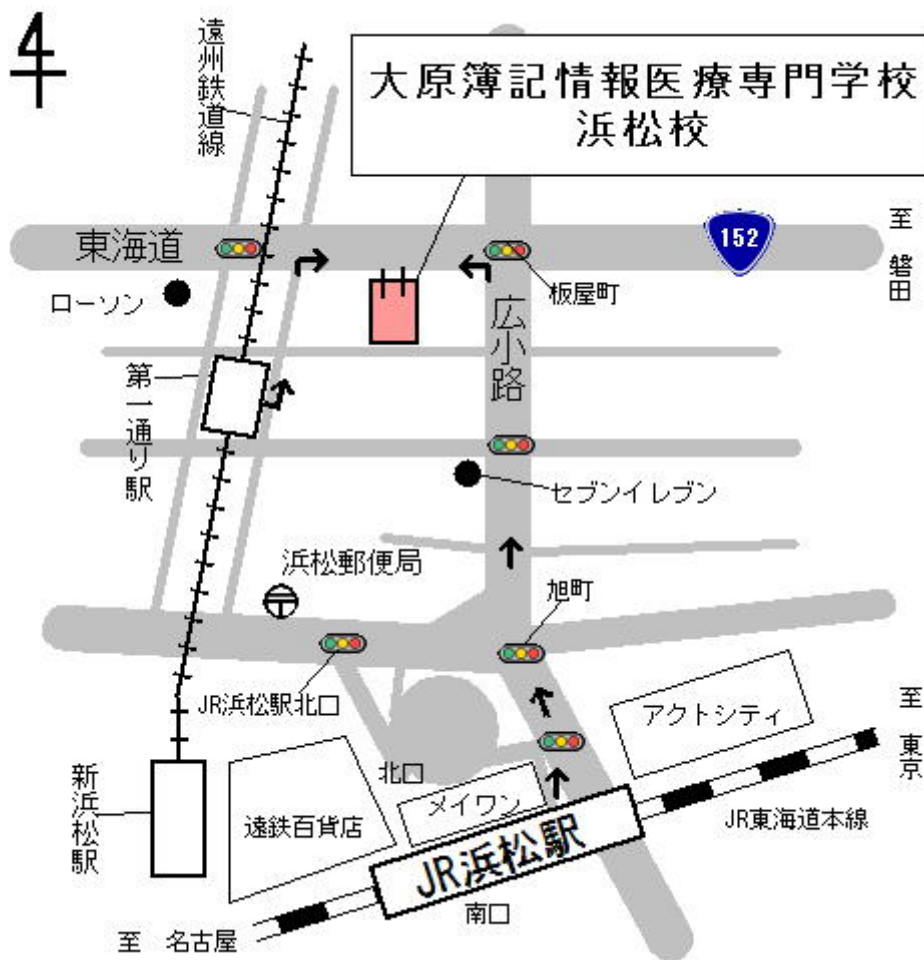 遠州鉄道線
大原簿記情報医療専門学校
浜松校
東海道
152
至 磐田
ローソン
板屋町
広小路
第一通り駅
セブンイレブン
浜松郵便局
旭町
JR浜松駅北口
アクトシティ
至 東京
北口
メイワン
新浜松駅
遠鉄百貨店
JR浜松駅
JR東海道本線
南口
至 名古屋